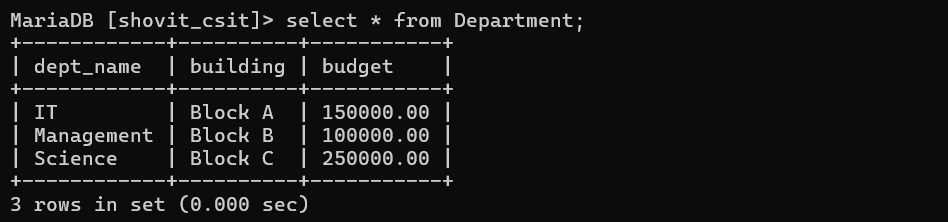 MariaDB [shovit_csit]> select * from Department;
+------------+----------+-----------+
| dept_name  | building | budget    |
+------------+----------+-----------+
| IT         | Block A  | 150000.00 |
| Management | Block B  | 100000.00 |
| Science    | Block C  | 250000.00 |
+------------+----------+-----------+
3 rows in set (0.000 sec)